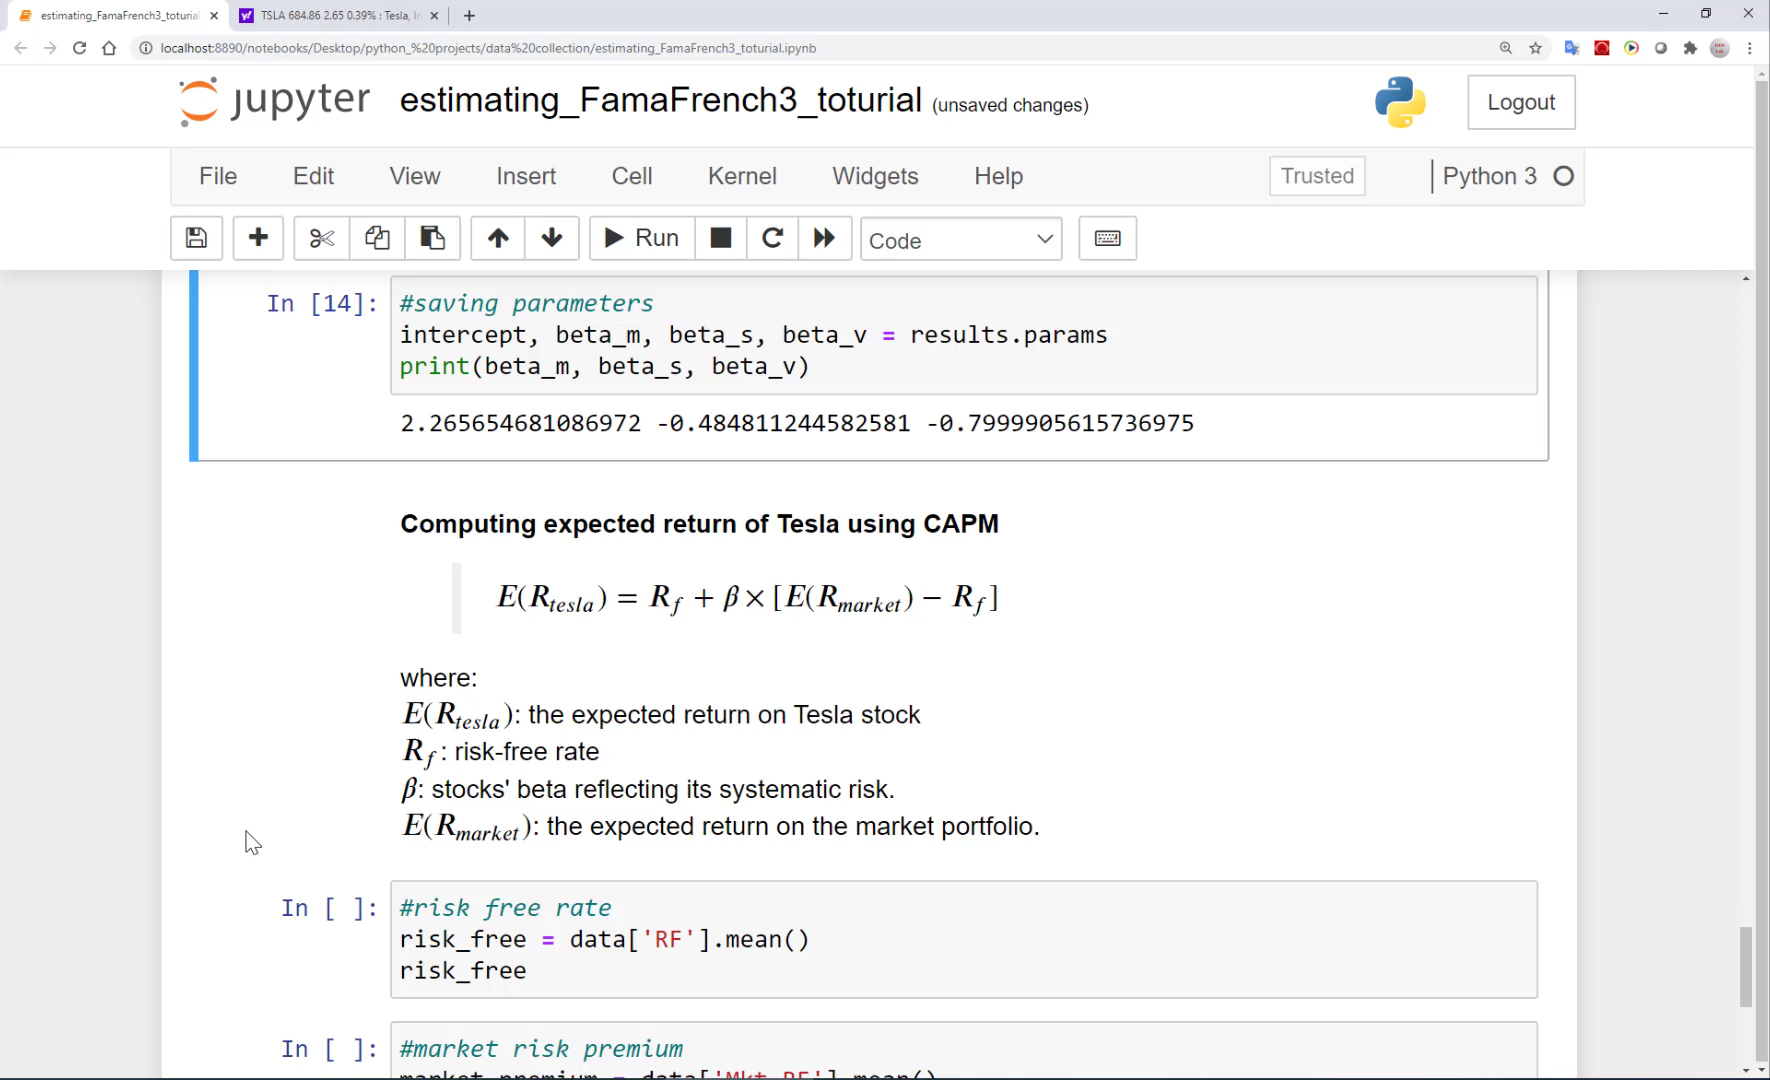 estimating_FamaFrench3_toturial
TSLA 684.86 2.65 0.39% : Tesla, I
localhost:8890/notebooks/Desktop/python_%20projects/data%20collection/estimating_FamaFrench3_toturial.ipynb
jupyter estimating_FamaFrench3_toturial (unsaved changes)
Logout
File Edit View Insert Cell Kernel Widgets Help
Trusted
Python 3
Run
Code
In [14]: #saving parameters
intercept, beta_m, beta_s, beta_v = results.params
print(beta_m, beta_s, beta_v)
2.265654681086972 -0.484811244582581 -0.7999905615736975
Computing expected return of Tesla using CAPM
E(R_tesla) = R_f + β × [E(R_market) − R_f]
where:
E(R_tesla): the expected return on Tesla stock
R_f: risk-free rate
β: stocks' beta reflecting its systematic risk.
E(R_market): the expected return on the market portfolio.
In [ ]: #risk free rate
risk_free = data['RF'].mean()
risk_free
In [ ]: #market risk premium